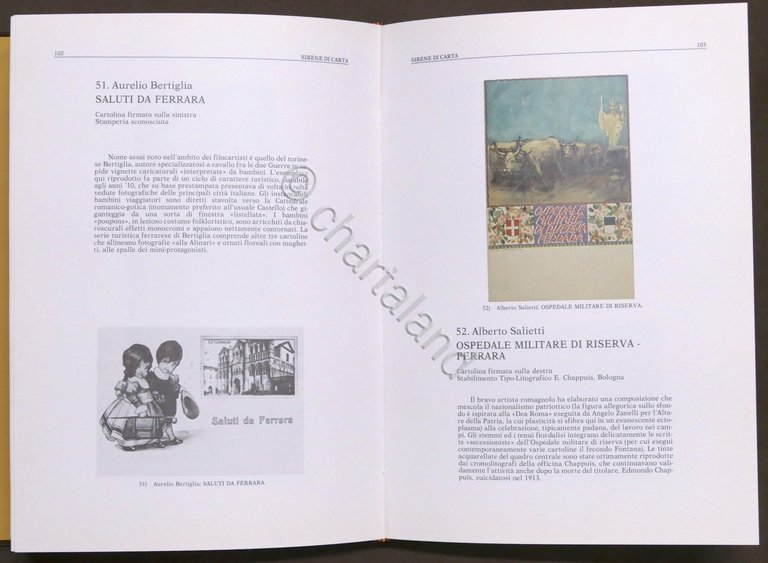 102
SIRENE DI CARTA
51. Aurelio Bertiglia
SALUTI DA FERRARA
Cartolina firmata sulla sinistra
Stamperia sconosciuta
Nome assai noto nell'ambito dei filocartisti è quello del torine-
se Bertiglia, autore specializzatosi a cavallo fra le due Guerre in sa-
pide vignette caricaturali «interpretate» da bambini. L'esemplare
qui riprodotto fa parte di un ciclo di carattere turistico, databile
agli anni '10, che su base prestampata presentava di volta in volta
vedute fotografiche delle principali città italiane. Gli instancabili
bambini viaggiatori sono diretti stavolta verso la Cattedrale
romanico-gotica (monumento preferito all'usuale Castello) che gi-
ganteggia da una sorta di finestra «listellata». I bambini
«poupons», in lezioso costume folkloristico, sono arricchiti da chia-
roscurali effetti monocromi e appaiono nettamente contornati. La
serie turistica ferrarese di Bertiglia comprende altre tre cartoline
che allineano fotografie «alla Alinari» e ornati floreali con mughet-
ti, alle spalle dei mini-protagonisti.
La Cattedrale
Saluti da Ferrara
51) Aurelio Bertiglia: SALUTI DA FERRARA.
SIRENE DI CARTA
103
OSPEDALE
MILITARE
DI RISERVA
FERRARA
52) Alberto Salietti: OSPEDALE MILITARE DI RISERVA.
52. Alberto Salietti
OSPEDALE MILITARE DI RISERVA -
FERRARA
Cartolina firmata sulla destra
Stabilimento Tipo-Litografico E. Chappuis, Bologna
Il bravo artista romagnolo ha elaborato una composizione che
mescola il nazionalismo patriottico (la figura allegorica sullo sfon-
do è ispirata alla «Dea Roma» eseguita da Angelo Zanelli per l'Alta-
re della Patria, la cui plasticità si sfibra qui in un evanescente ecto-
plasma) alla celebrazione, tipicamente padana, del lavoro nei cam-
pi. Gli stemmi ed i tenui fiordalisi integrano delicatamente le scrit-
te «secessioniste» dell'Ospedale militare di riserva (per cui eseguì
contemporaneamente varie cartoline il fecondo Fontana). Le tinte
acquarellate del quadro centrale sono state ottimamente riprodotte
dai cromolitografi della officina Chappuis, che continuavano vali-
damente l'attività anche dopo la morte del titolare, Edmondo Chap-
puis, suicidatosi nel 1913.
© chartaland